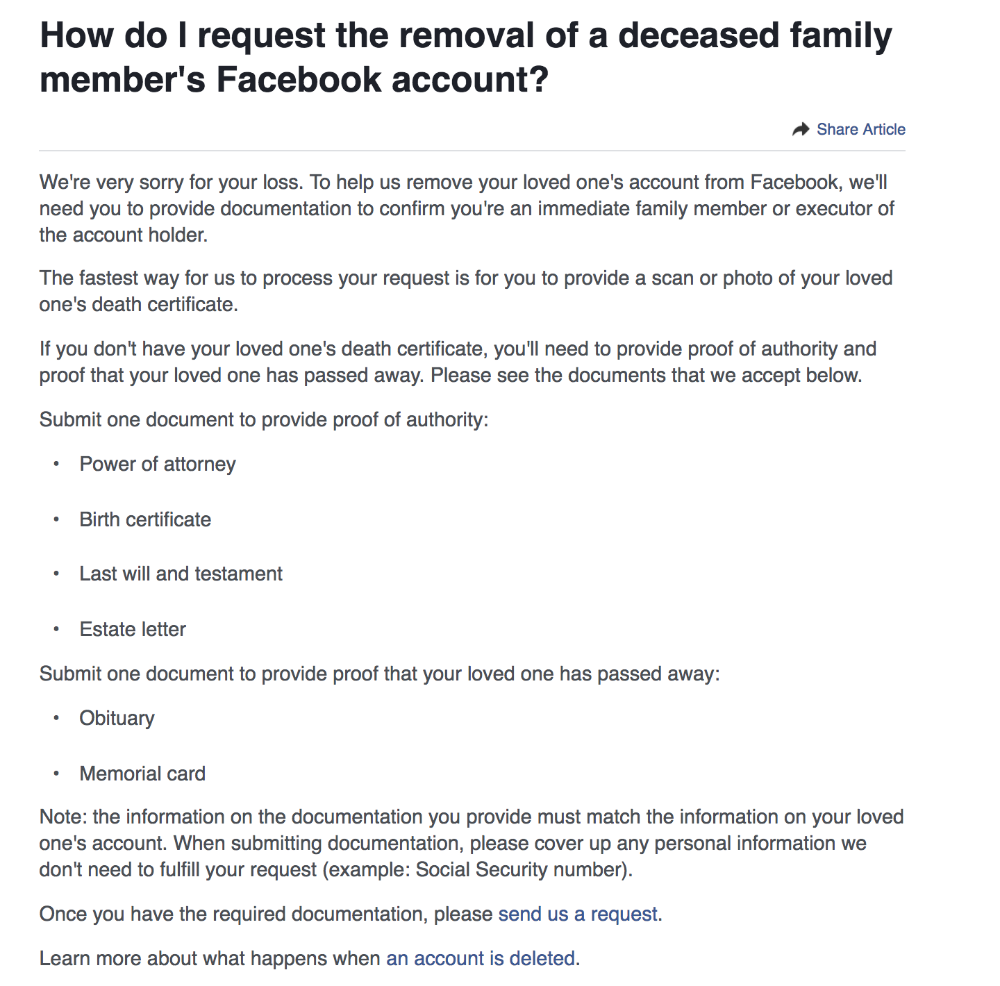 How do I request the removal of a deceased family
member's Facebook account?
Share Article
We're very sorry for your loss. To help us remove your loved one's account from Facebook, we'll
need you to provide documentation to confirm you're an immediate family member or executor of
the account holder.
The fastest way for us to process your request is for you to provide a scan or photo of your loved
one's death certificate.
If you don't have your loved one's death certificate, you'll need to provide proof of authority and
proof that your loved one has passed away. Please see the documents that we accept below.
Submit one document to provide proof of authority:
• Power of attorney
• Birth certificate
• Last will and testament
• Estate letter
Submit one document to provide proof that your loved one has passed away:
• Obituary
• Memorial card
Note: the information on the documentation you provide must match the information on your loved
one's account. When submitting documentation, please cover up any personal information we
don't need to fulfill your request (example: Social Security number).
Once you have the required documentation, please send us a request.
Learn more about what happens when an account is deleted.